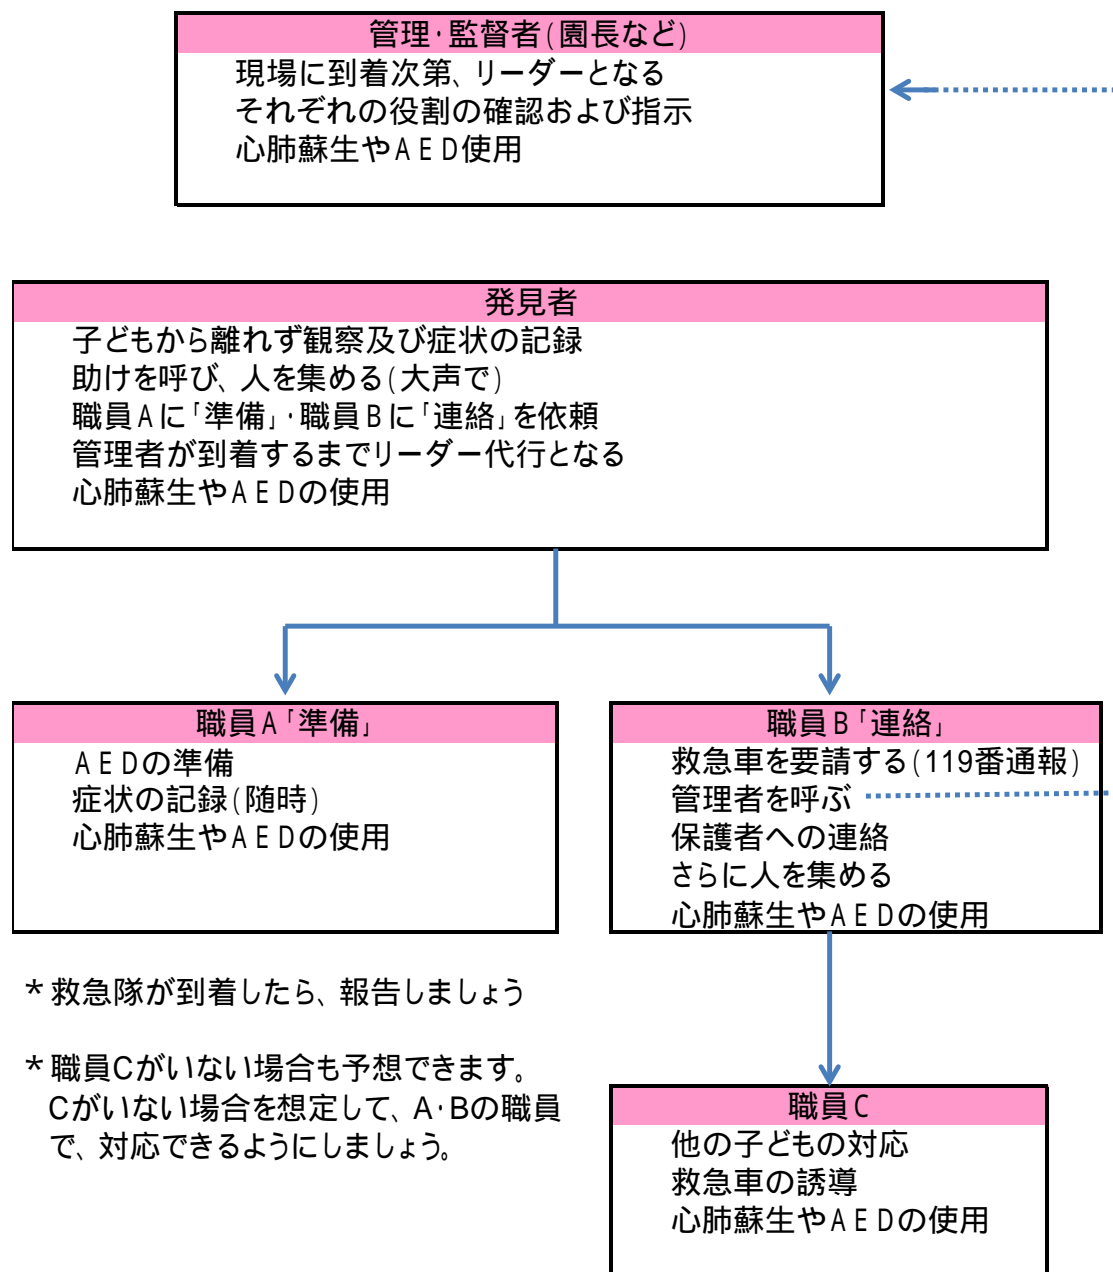 管理・監督者(園長など)
現場に到着次第、リーダーとなる
それぞれの役割の確認および指示
心肺蘇生やAED使用
発見者
子どもから離れず観察及び症状の記録
助けを呼び、人を集める(大声で)
職員Aに「準備」・職員Bに「連絡」を依頼
管理者が到着するまでリーダー代行となる
心肺蘇生やAEDの使用
職員A「準備」
AEDの準備
症状の記録(随時)
心肺蘇生やAEDの使用
職員B「連絡」
救急車を要請する(119番通報)
管理者を呼ぶ
保護者への連絡
さらに人を集める
心肺蘇生やAEDの使用
*救急隊が到着したら、報告しましょう
*職員Cがいない場合も予想できます。
Cがいない場合を想定して、A・Bの職員
で、対応できるようにしましょう。
職員C
他の子どもの対応
救急車の誘導
心肺蘇生やAEDの使用